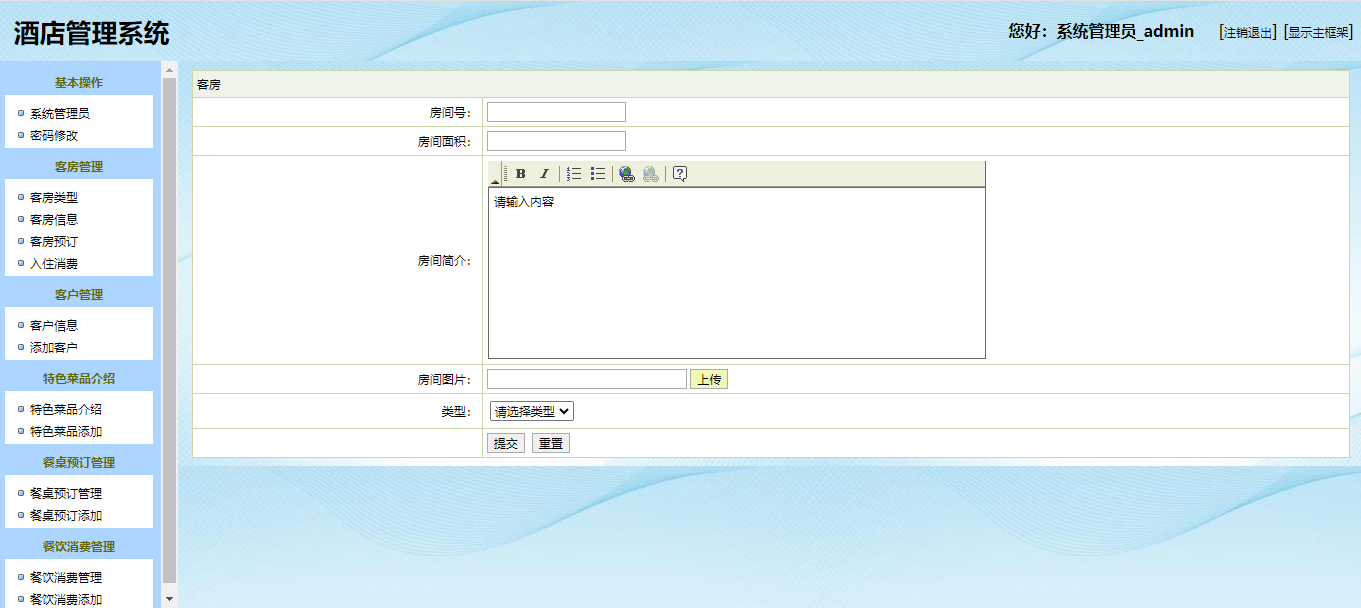 酒店管理系统
您好：系统管理员_admin [注销退出] [显示主框架]
基本操作
系统管理员
密码修改
客房管理
客房类型
客房信息
客房预订
入住消费
客户管理
客户信息
添加客户
特色菜品介绍
特色菜品介绍
特色菜品添加
餐桌预订管理
餐桌预订管理
餐桌预订添加
餐饮消费管理
餐饮消费管理
餐饮消费添加
客房
房间号：
房间面积：
房间简介：
B I
请输入内容
房间图片： 上传
类型： 请选择类型
提交 重置